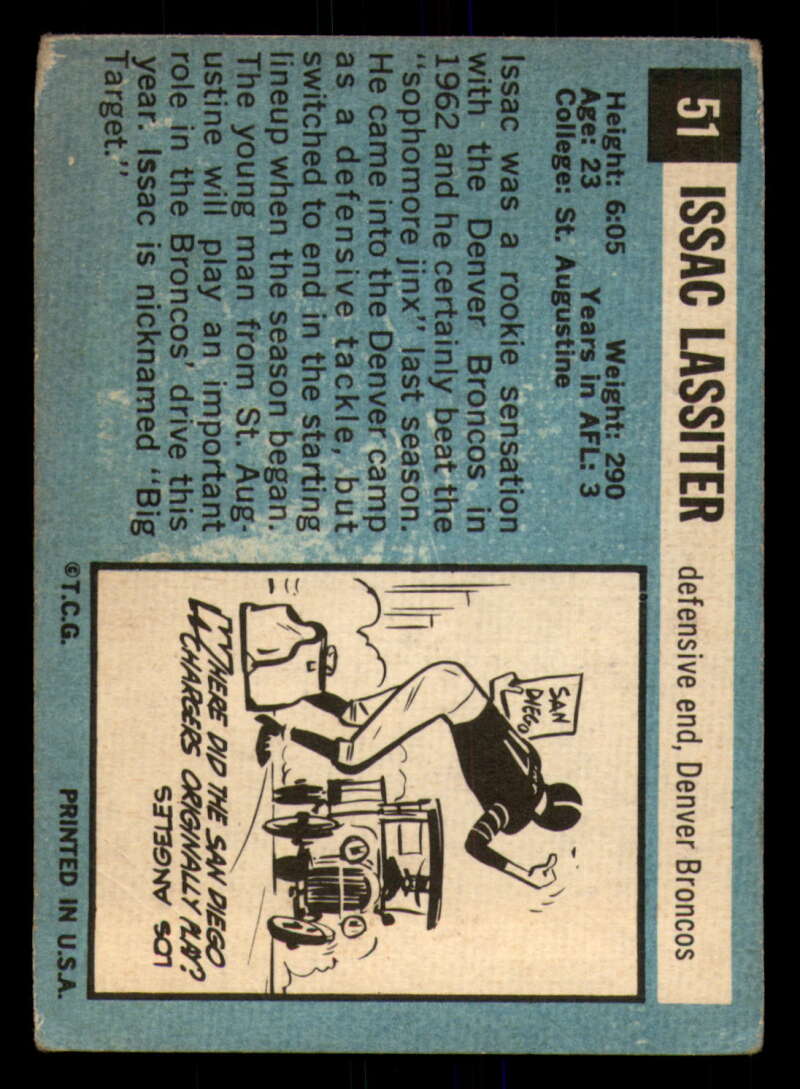 51 ISSAC LASSITER defensive end, Denver Broncos
Height: 6:05 Weight: 290
Age: 23 Years in AFL: 3
College: St. Augustine
Issac was a rookie sensation
with the Denver Broncos in
1962 and he certainly beat the
"sophomore jinx" last season.
He came into the Denver camp
as a defensive tackle, but
switched to end in the starting
lineup when the season began.
The young man from St. Aug-
ustine will play an important
role in the Broncos' drive this
year. Issac is nicknamed "Big
Target."
SAN
DIEGO
WHERE DID THE SAN DIEGO
CHARGERS ORIGINALLY PLAY?
LOS ANGELES
©T.C.G. PRINTED IN U.S.A.